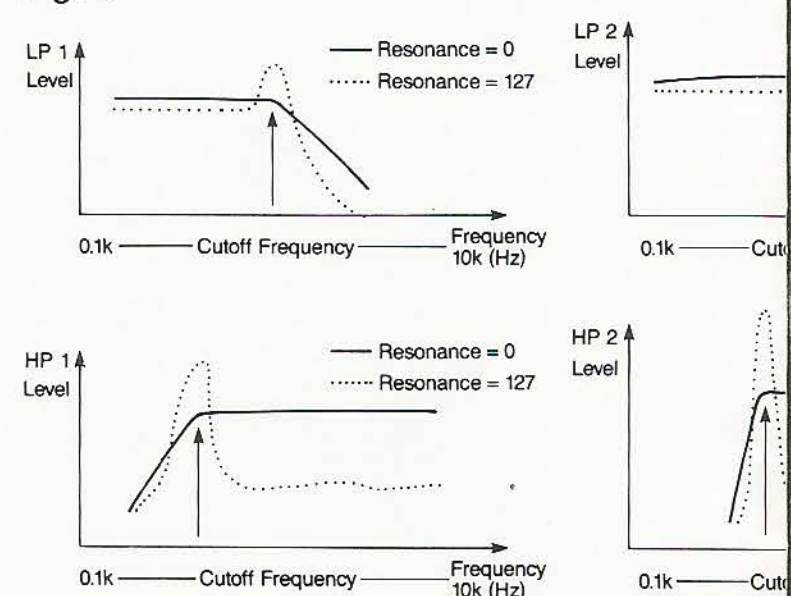 LP 1
Level
Resonance = 0
Resonance = 127
0.1k Cutoff Frequency Frequency
10k (Hz)
LP 2
Level
0.1k
HP 1
Level
Resonance = 0
Resonance = 127
0.1k Cutoff Frequency Frequency
10k (Hz)
HP 2
Level
0.1k